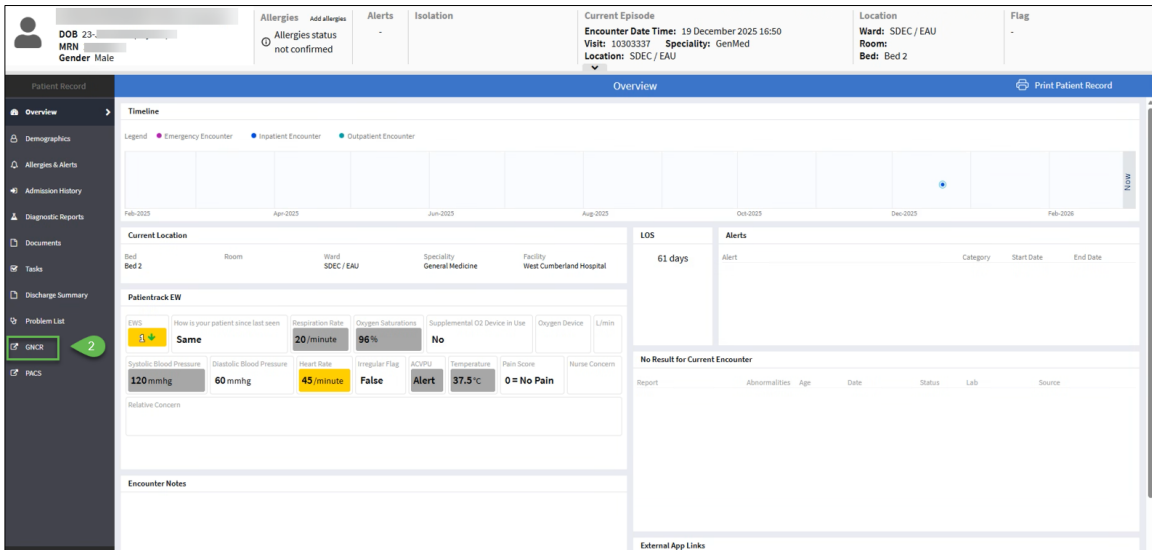 DOB 23-
MRN
Gender Male
Allergies Add allergies
Allergies status
not confirmed
Alerts
-
Isolation
Current Episode
Encounter Date Time: 19 December 2025 16:50
Visit: 10303337 Speciality: GenMed
Location: SDEC / EAU
Location
Ward: SDEC / EAU
Room:
Bed: Bed 2
Flag
-
Patient Record
Overview
Print Patient Record
Overview
Demographics
Allergies & Alerts
Admission History
Diagnostic Reports
Documents
Tasks
Discharge Summary
Problem List
GNCR 2
PACS
Timeline
Legend Emergency Encounter Inpatient Encounter Outpatient Encounter
Now
Feb-2025 Apr-2025 Jun-2025 Aug-2025 Oct-2025 Dec-2025 Feb-2026
Current Location
Bed Room Ward Speciality Facility
Bed 2 SDEC / EAU General Medicine West Cumberland Hospital
LOS
61 days
Alerts
Alert Category Start Date End Date
Patientrack EW
EWS How is your patient since last seen Respiration Rate Oxygen Saturations Supplemental O2 Device in Use Oxygen Device L/min
1 Same 20/minute 96% No
Systolic Blood Pressure Diastolic Blood Pressure Heart Rate Irregular Flag ACVPU Temperature Pain Score Nurse Concern
120mmhg 60mmhg 45/minute False Alert 37.5°C 0 = No Pain
Relative Concern
No Result for Current Encounter
Report Abnormalities Age Date Status Lab Source
Encounter Notes
External App Links